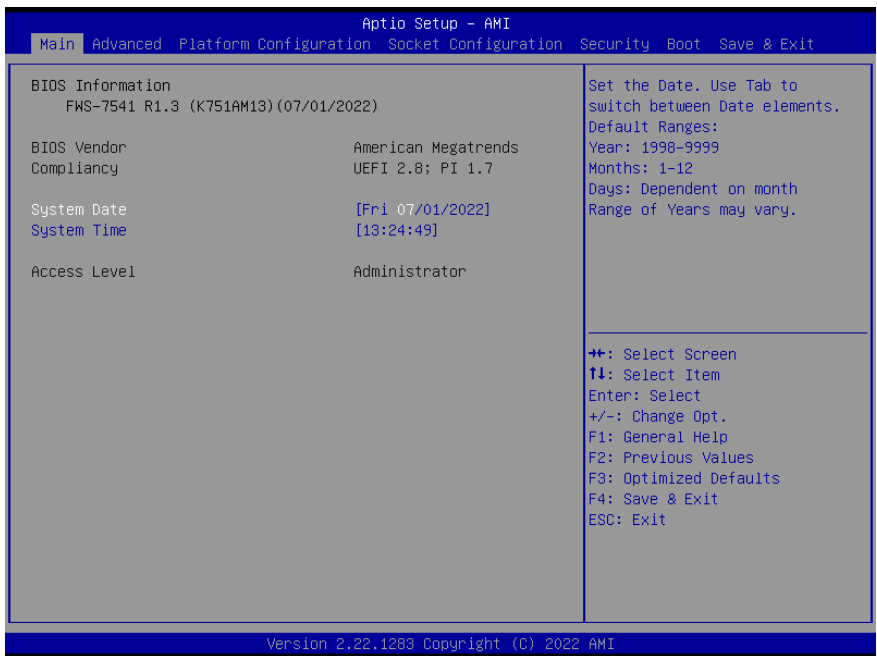 Aptio Setup – AMI
Main Advanced Platform Configuration Socket Configuration Security Boot Save & Exit
BIOS Information
FWS-7541 R1.3 (K751AM13)(07/01/2022)
BIOS Vendor American Megatrends
Compliancy UEFI 2.8; PI 1.7
System Date [Fri 07/01/2022]
System Time [13:24:49]
Access Level Administrator
Set the Date. Use Tab to
switch between Date elements.
Default Ranges:
Year: 1998-9999
Months: 1-12
Days: Dependent on month
Range of Years may vary.
→←: Select Screen
↑↓: Select Item
Enter: Select
+/-: Change Opt.
F1: General Help
F2: Previous Values
F3: Optimized Defaults
F4: Save & Exit
ESC: Exit
Version 2.22.1283 Copyright (C) 2022 AMI